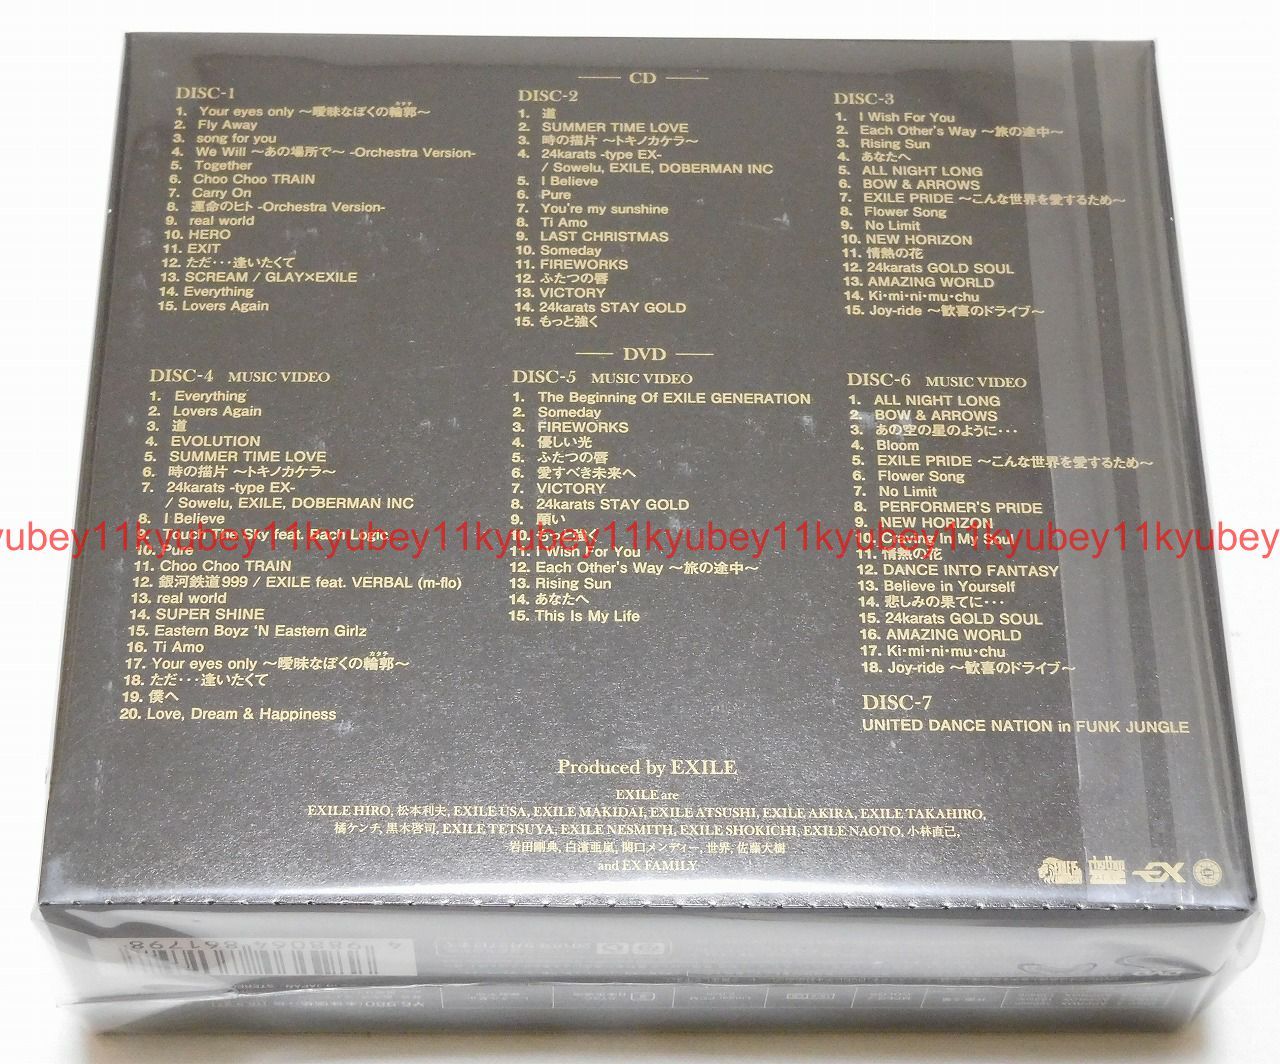 CD
DISC-1
1. Your eyes only 〜曖昧なぼくの輪郭〜
カタチ
2. Fly Away
3. song for you
4. We Will 〜あの場所で〜 -Orchestra Version-
5. Together
6. Choo Choo TRAIN
7. Carry On
8. 運命のヒト -Orchestra Version-
9. real world
10. HERO
11. EXIT
12. ただ・・・逢いたくて
13. SCREAM / GLAY×EXILE
14. Everything
15. Lovers Again
DISC-2
1. 道
2. SUMMER TIME LOVE
3. 時の描片 〜トキノカケラ〜
4. 24karats -type EX-
/ Sowelu, EXILE, DOBERMAN INC
5. I Believe
6. Pure
7. You're my sunshine
8. Ti Amo
9. LAST CHRISTMAS
10. Someday
11. FIREWORKS
12. ふたつの唇
13. VICTORY
14. 24karats STAY GOLD
15. もっと強く
DISC-3
1. I Wish For You
2. Each Other's Way 〜旅の途中〜
3. Rising Sun
4. あなたへ
5. ALL NIGHT LONG
6. BOW & ARROWS
7. EXILE PRIDE 〜こんな世界を愛するため〜
8. Flower Song
9. No Limit
10. NEW HORIZON
11. 情熱の花
12. 24karats GOLD SOUL
13. AMAZING WORLD
14. Ki・mi・ni・mu・chu
15. Joy-ride 〜歓喜のドライブ〜
DVD
DISC-4 MUSIC VIDEO
1. Everything
2. Lovers Again
3. 道
4. EVOLUTION
5. SUMMER TIME LOVE
6. 時の描片 〜トキノカケラ〜
7. 24karats -type EX-
/ Sowelu, EXILE, DOBERMAN INC
8. I Believe
9. Touch The Sky feat. Bach Logic
10. Pure
11. Choo Choo TRAIN
12. 銀河鉄道999 / EXILE feat. VERBAL (m-flo)
13. real world
14. SUPER SHINE
15. Eastern Boyz 'N Eastern Girlz
16. Ti Amo
17. Your eyes only 〜曖昧なぼくの輪郭〜
カタチ
18. ただ・・・逢いたくて
19. 僕へ
20. Love, Dream & Happiness
DISC-5 MUSIC VIDEO
1. The Beginning Of EXILE GENERATION
2. Someday
3. FIREWORKS
4. 優しい光
5. ふたつの唇
6. 愛すべき未来へ
7. VICTORY
8. 24karats STAY GOLD
9.願い
10. もっと強く
11. I Wish For You
12. Each Other's Way 〜旅の途中〜
13. Rising Sun
14. あなたへ
15. This Is My Life
DISC-6 MUSIC VIDEO
1. ALL NIGHT LONG
2. BOW & ARROWS
3. あの空の星のように・・・
4. Bloom
5. EXILE PRIDE 〜こんな世界を愛するため〜
6. Flower Song
7. No Limit
8. PERFORMER'S PRIDE
9. NEW HORIZON
10. Craving In My Soul
11. 情熱の花
12. DANCE INTO FANTASY
13. Believe in Yourself
14. 悲しみの果てに・・・
15. 24karats GOLD SOUL
16. AMAZING WORLD
17. Ki・mi・ni・mu・chu
18. Joy-ride 〜歓喜のドライブ〜
DISC-7
UNITED DANCE NATION in FUNK JUNGLE
kyubey11kyubey11kyubey11kyubey11kyubey11kyubey11kyubey
Produced by EXILE
EXILE are
EXILE HIRO, 松本利夫, EXILE USA, EXILE MAKIDAI, EXILE ATSUSHI, EXILE AKIRA, EXILE TAKAHIRO,
橘ケンチ, 黒木啓司, EXILE TETSUYA, EXILE NESMITH, EXILE SHOKICHI, EXILE NAOTO, 小林直己,
岩田剛典, 白濱亜嵐, 関口メンディー, 世界, 佐藤大樹
and EX FAMILY
4 988064 861798